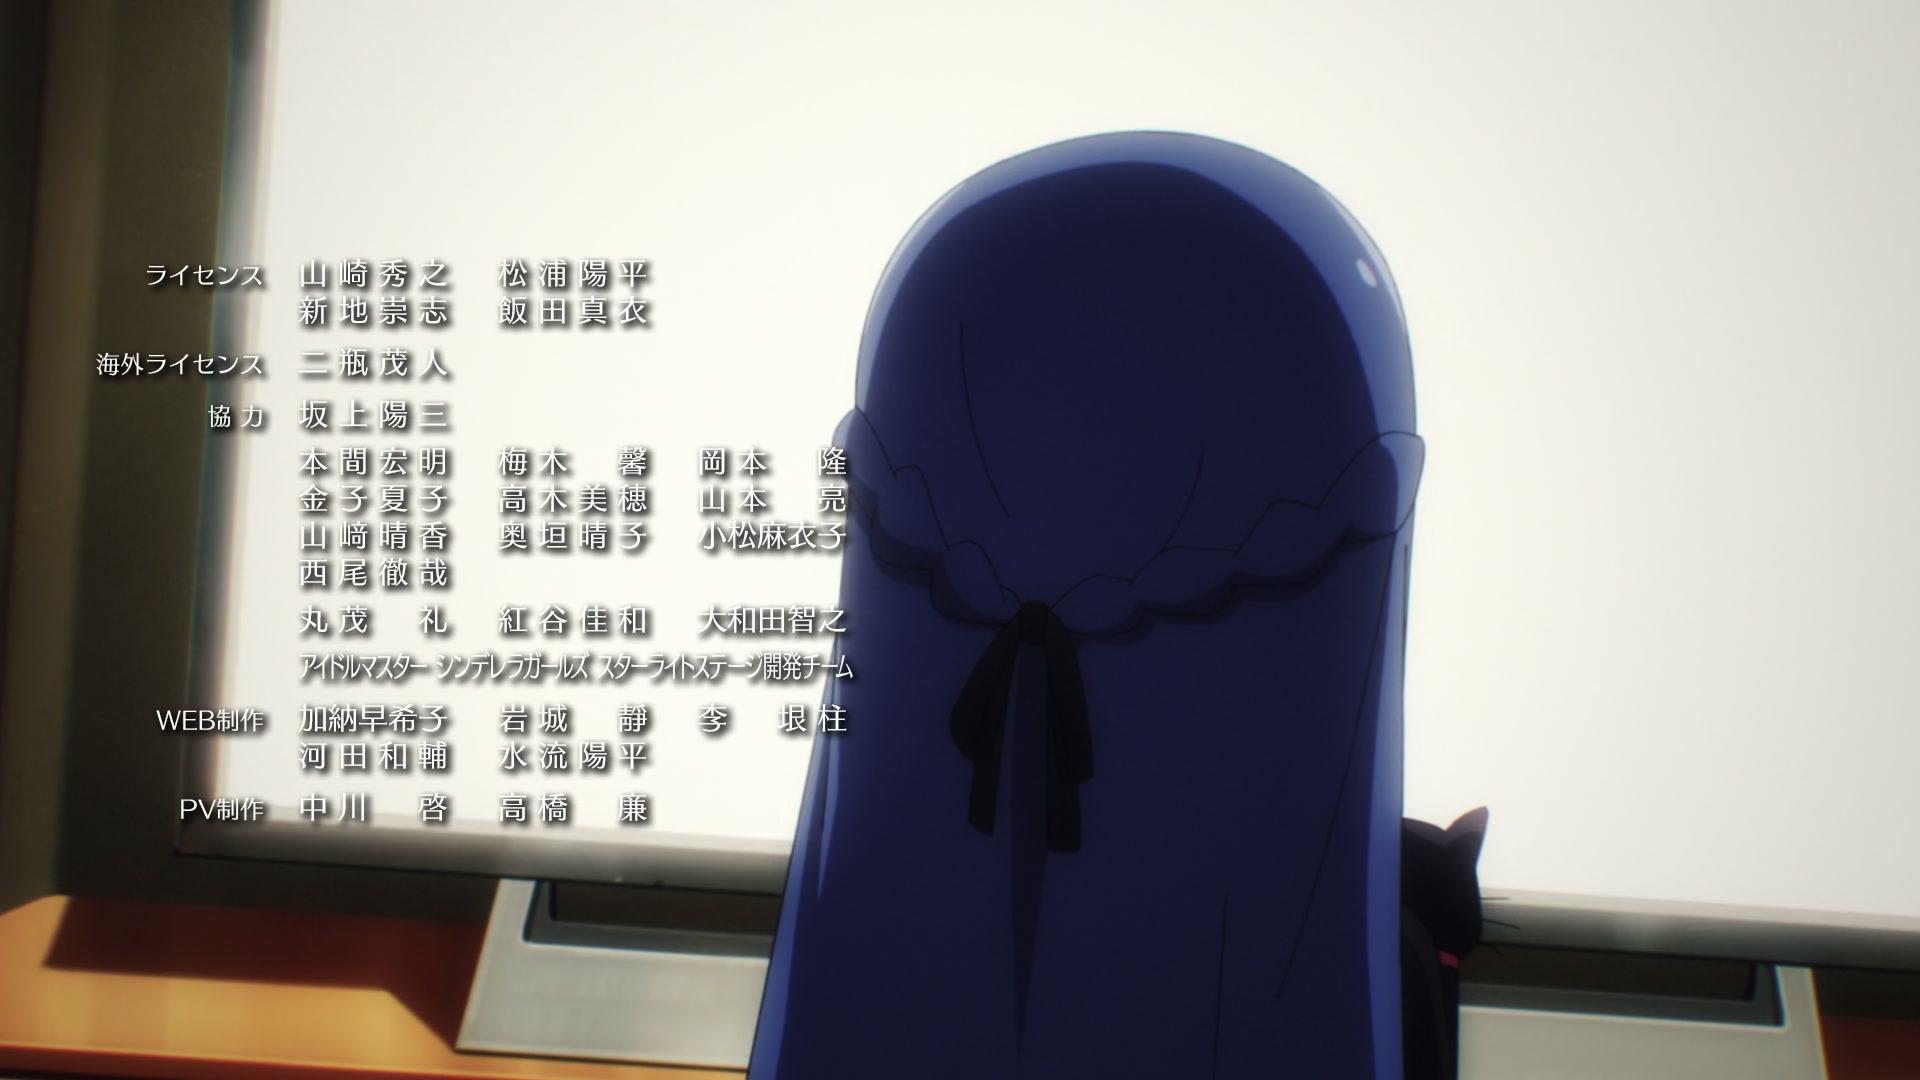 ライセンス 山崎秀之 松浦陽平
新地崇志 飯田真衣
海外ライセンス 二瓶茂人
協力 坂上陽三
本間宏明 梅木馨 岡本隆
金子夏子 高木美穂 山本亮
山﨑晴香 奥垣晴子 小松麻衣子
西尾徹哉
丸茂礼 紅谷佳和 大和田智之
アイドルマスター シンデレラガールズ スターライトステージ開発チーム
WEB制作 加納早希子 岩城静 李垠柱
河田和輔 水流陽平
PV制作 中川啓 高橋廉